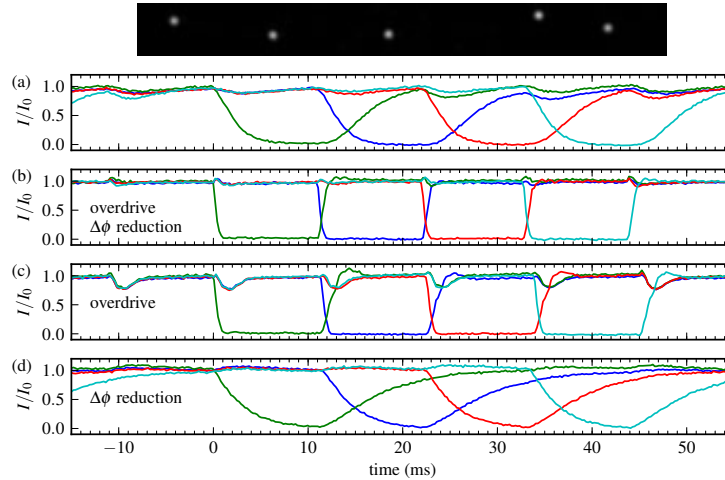 (a)
1.0
0.5
0.0
I/I₀
(b)
1.0
0.5
0.0
I/I₀
overdrive
Δϕ reduction
(c)
1.0
0.5
0.0
I/I₀
overdrive
(d)
1.0
0.5
0.0
I/I₀
Δϕ reduction
−10 0 10 20 30 40 50
time (ms)